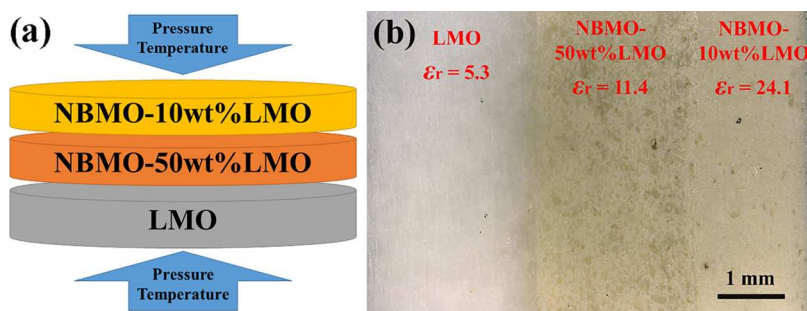 (a)
Pressure
Temperature
NBMO-10wt%LMO
NBMO-50wt%LMO
LMO
Pressure
Temperature
(b)
LMO
εr = 5.3
NBMO-
50wt%LMO
εr = 11.4
NBMO-
10wt%LMO
εr = 24.1
1 mm